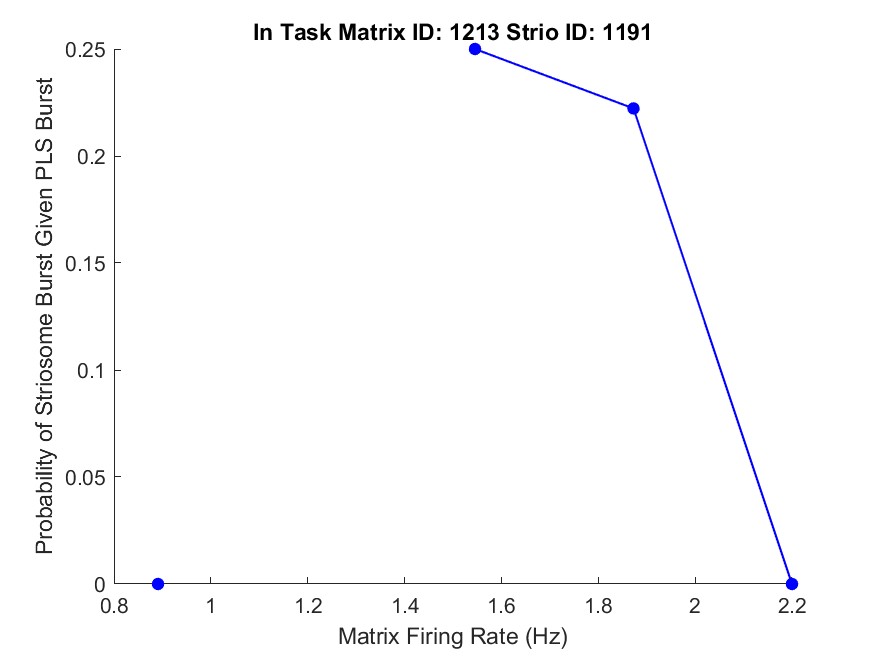 In Task Matrix ID: 1213 Strio ID: 1191
Probability of Striosome Burst Given PLS Burst
0.25
0.2
0.15
0.1
0.05
0
0.8 1 1.2 1.4 1.6 1.8 2 2.2
Matrix Firing Rate (Hz)